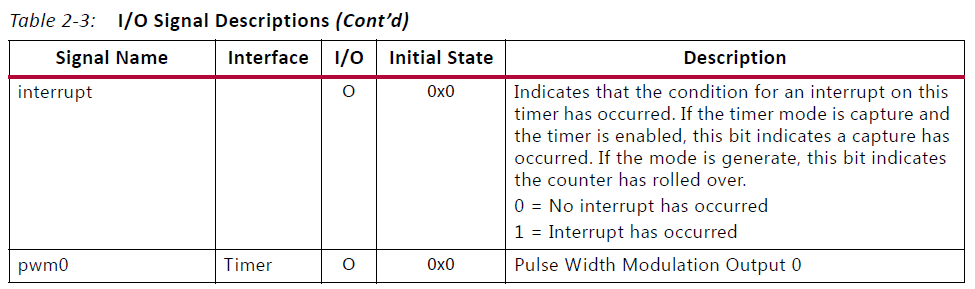 Table 2-3: I/O Signal Descriptions (Cont'd)
Signal Name Interface I/O Initial State Description
interrupt O 0x0 Indicates that the condition for an interrupt on this
timer has occurred. If the timer mode is capture and
the timer is enabled, this bit indicates a capture has
occurred. If the mode is generate, this bit indicates
the counter has rolled over.
0 = No interrupt has occurred
1 = Interrupt has occurred
pwm0 Timer O 0x0 Pulse Width Modulation Output 0